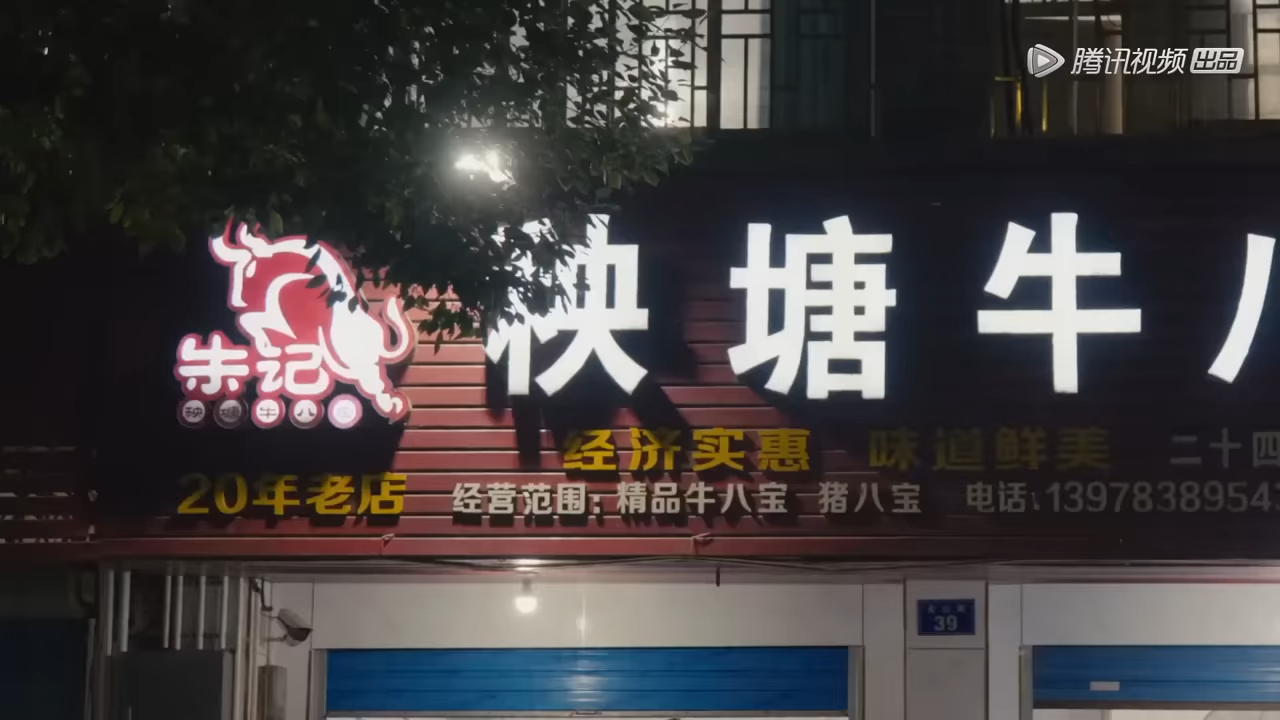 腾讯视频 出品
秧塘牛八
朱记
秧塘牛八宝
经济实惠 味道鲜美 二十四
20年老店
经营范围：精品牛八宝 猪八宝 电话：1397838954
39